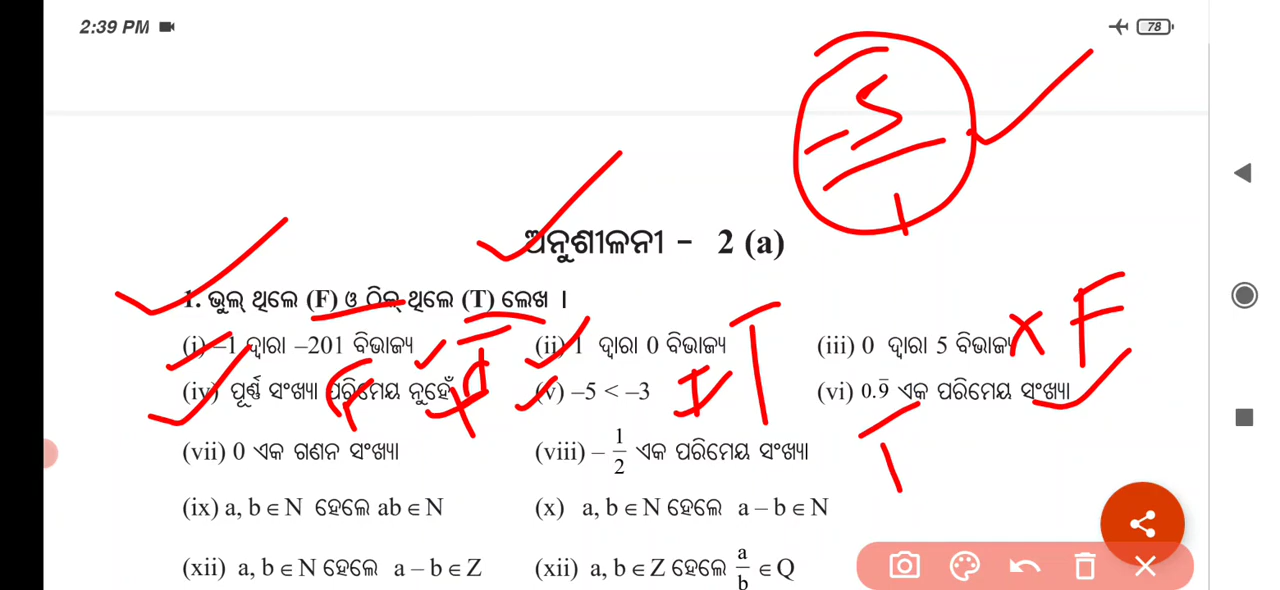 2:39 PM
78
-5
ଅନୁଶୀଳନୀ - 2 (a)
1. ଭୁଲ୍ ଥିଲେ (F) ଓ ଠିକ୍ ଥିଲେ (T) ଲେଖ ।
(i) –1 ଦ୍ୱାରା –201 ବିଭାଜ୍ୟ (ii) 1 ଦ୍ୱାରା 0 ବିଭାଜ୍ୟ T (iii) 0 ଦ୍ୱାରା 5 ବିଭାଜ୍ୟ F
(iv) ପୂର୍ଣ୍ଣ ସଂଖ୍ୟା ପରିମେୟ ନୁହେଁ F (v) –5 < –3 (vi) 0.9̄ ଏକ ପରିମେୟ ସଂଖ୍ୟା T
(vii) 0 ଏକ ଗଣନ ସଂଖ୍ୟା (viii) – 1/2 ଏକ ପରିମେୟ ସଂଖ୍ୟା
(ix) a, b ∈ N ହେଲେ ab ∈ N (x) a, b ∈ N ହେଲେ a – b ∈ N
(xii) a, b ∈ N ହେଲେ a – b ∈ Z (xii) a, b ∈ Z ହେଲେ a/b ∈ Q